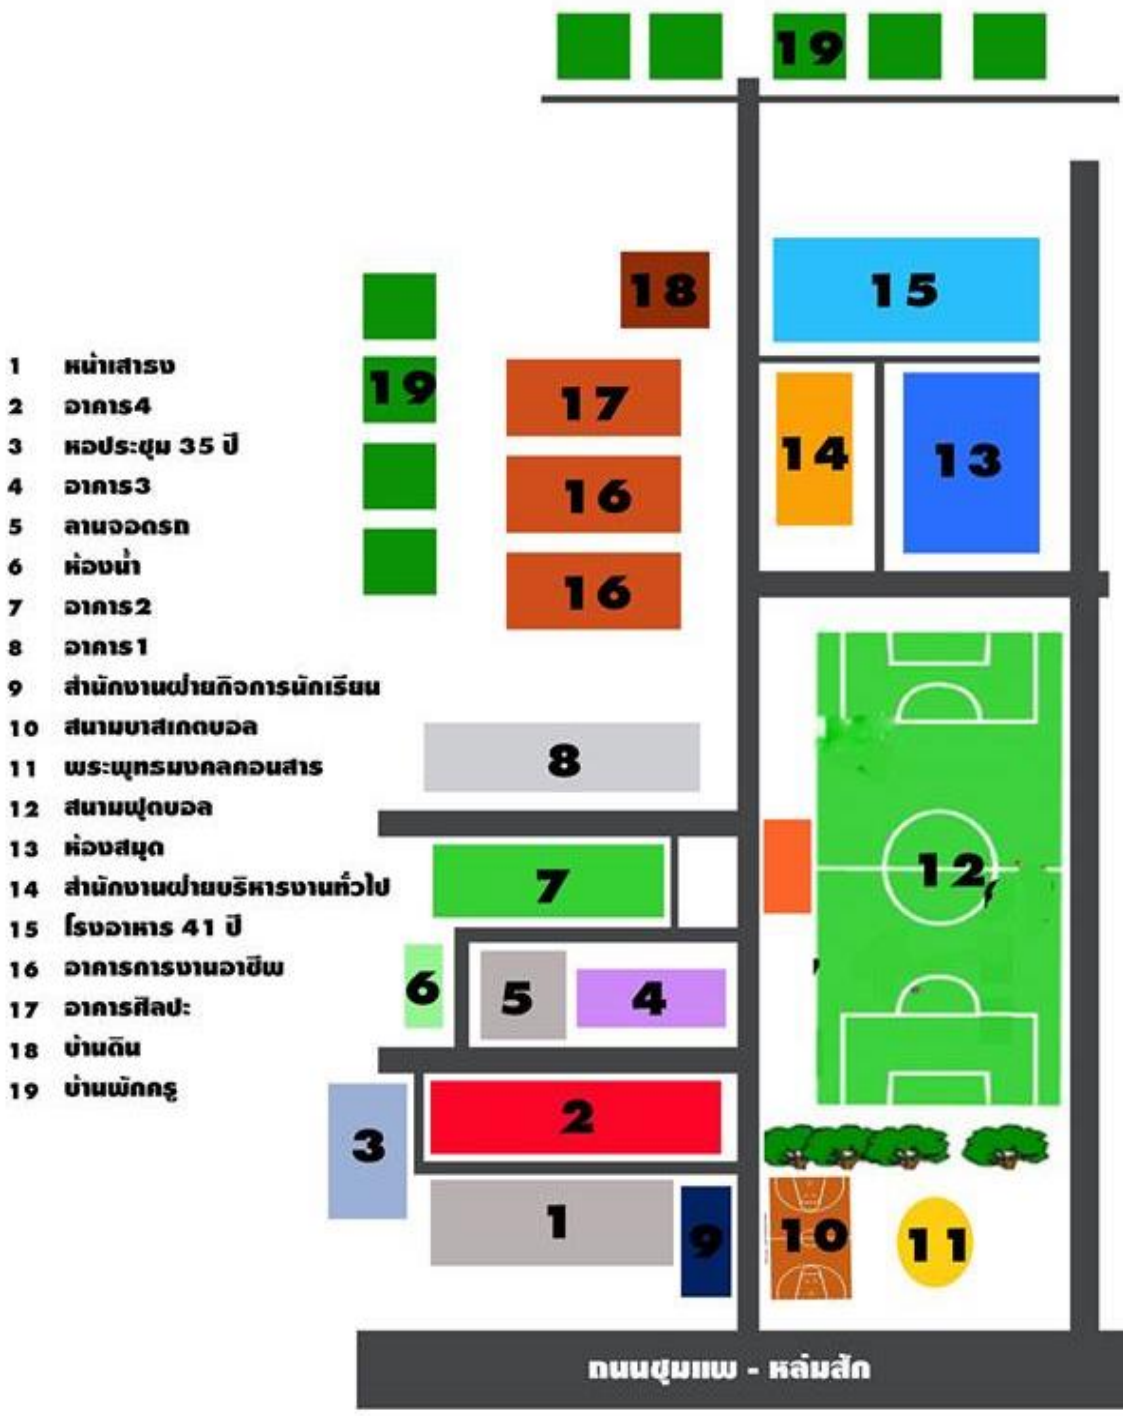 19
18
15
19
17
14
13
16
16
1 หน้าเสาธง
2 อาคาร4
3 หอประชุม 35 ปี
4 อาคาร3
5 ลานจอดรถ
6 ห้องน้ำ
7 อาคาร2
8 อาคาร1
9 สำนักงานฝ่ายกิจการนักเรียน
10 สนามบาสเกตบอล
11 พระพุทธมงคลคอนสาร
12 สนามฟุตบอล
13 ห้องสมุด
14 สำนักงานฝ่ายบริหารงานทั่วไป
15 โรงอาหาร 41 ปี
16 อาคารการงานอาชีพ
17 อาคารศิลปะ
18 บ้านดิน
19 บ้านพักครู
8
7
12
6
5
4
3
2
1
9
10
11
ถนนชุมแพ - หล่มสัก